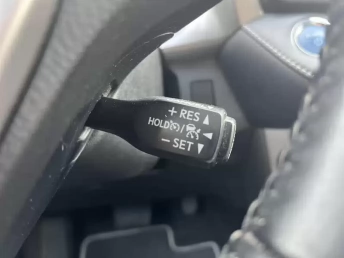 + RES ▲
HOLD / ◀
− SET ▼